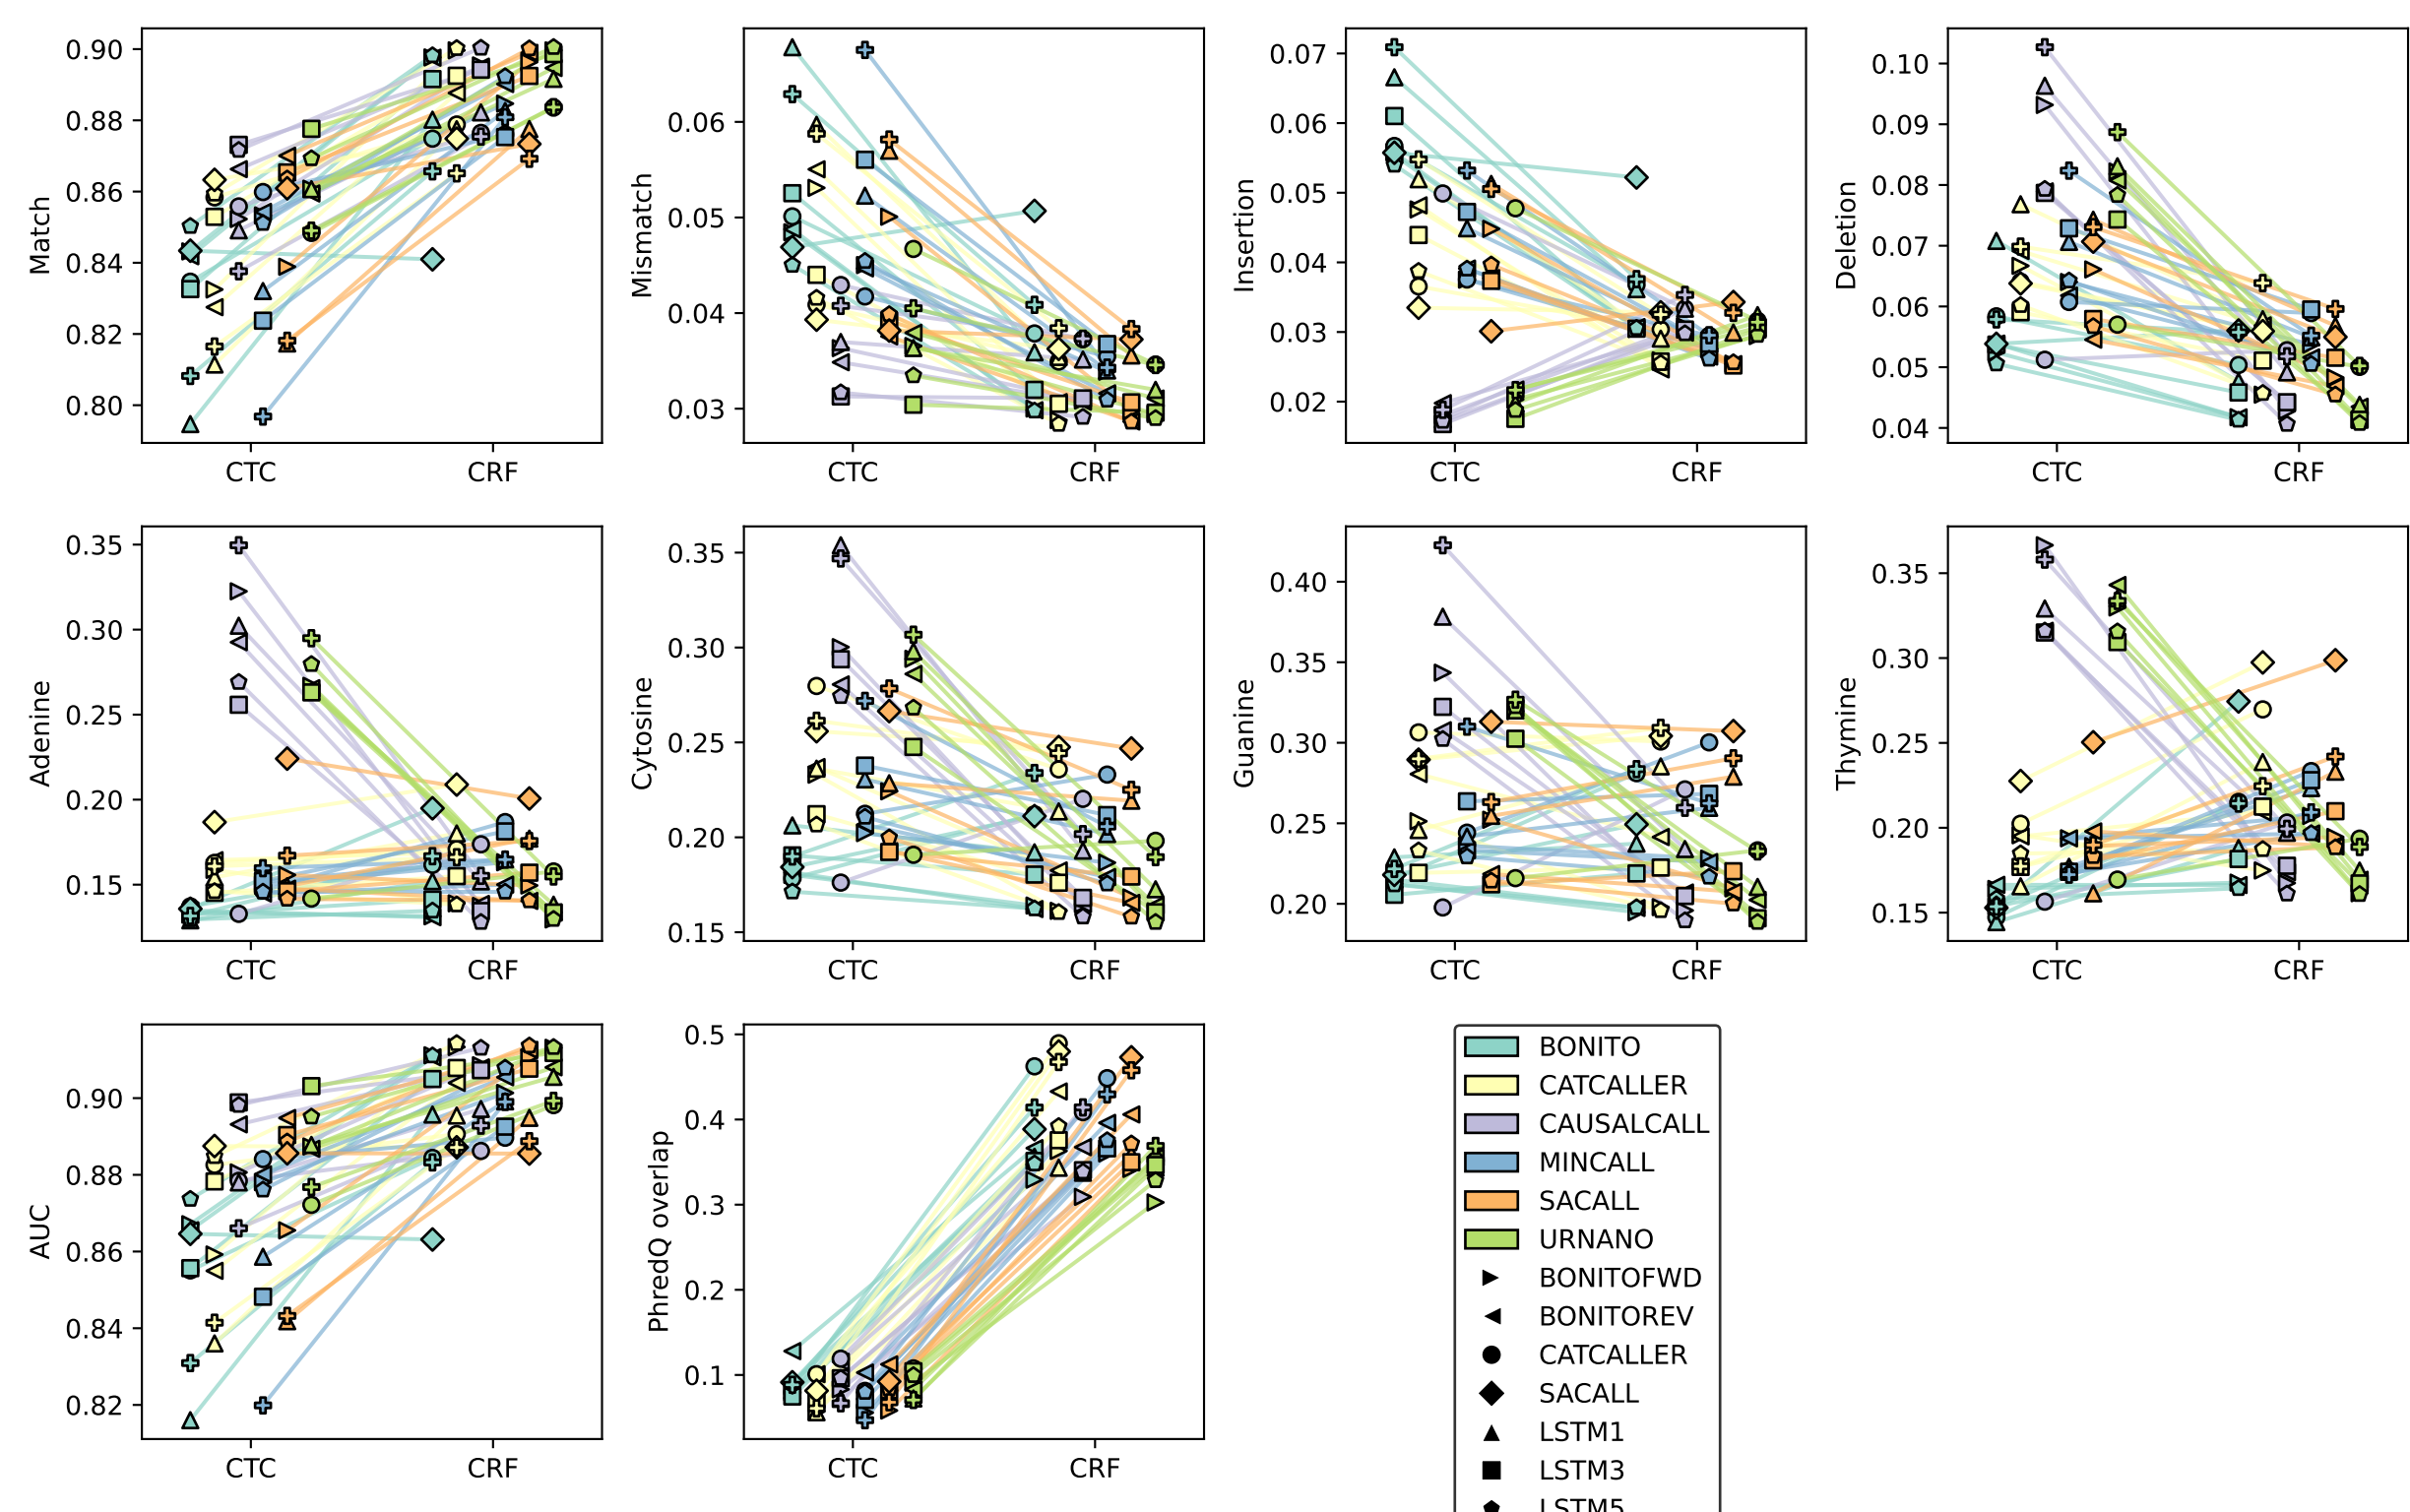 Match
0.90
0.88
0.86
0.84
0.82
0.80
CTC
CRF
Mismatch
0.06
0.05
0.04
0.03
CTC
CRF
Insertion
0.07
0.06
0.05
0.04
0.03
0.02
CTC
CRF
Deletion
0.10
0.09
0.08
0.07
0.06
0.05
0.04
CTC
CRF
Adenine
0.35
0.30
0.25
0.20
0.15
CTC
CRF
Cytosine
0.35
0.30
0.25
0.20
0.15
CTC
CRF
Guanine
0.40
0.35
0.30
0.25
0.20
CTC
CRF
Thymine
0.35
0.30
0.25
0.20
0.15
CTC
CRF
AUC
0.90
0.88
0.86
0.84
0.82
CTC
CRF
PhredQ overlap
0.5
0.4
0.3
0.2
0.1
CTC
CRF
BONITO
CATCALLER
CAUSALCALL
MINCALL
SACALL
URNANO
BONITOFWD
BONITOREV
CATCALLER
SACALL
LSTM1
LSTM3
LSTM5